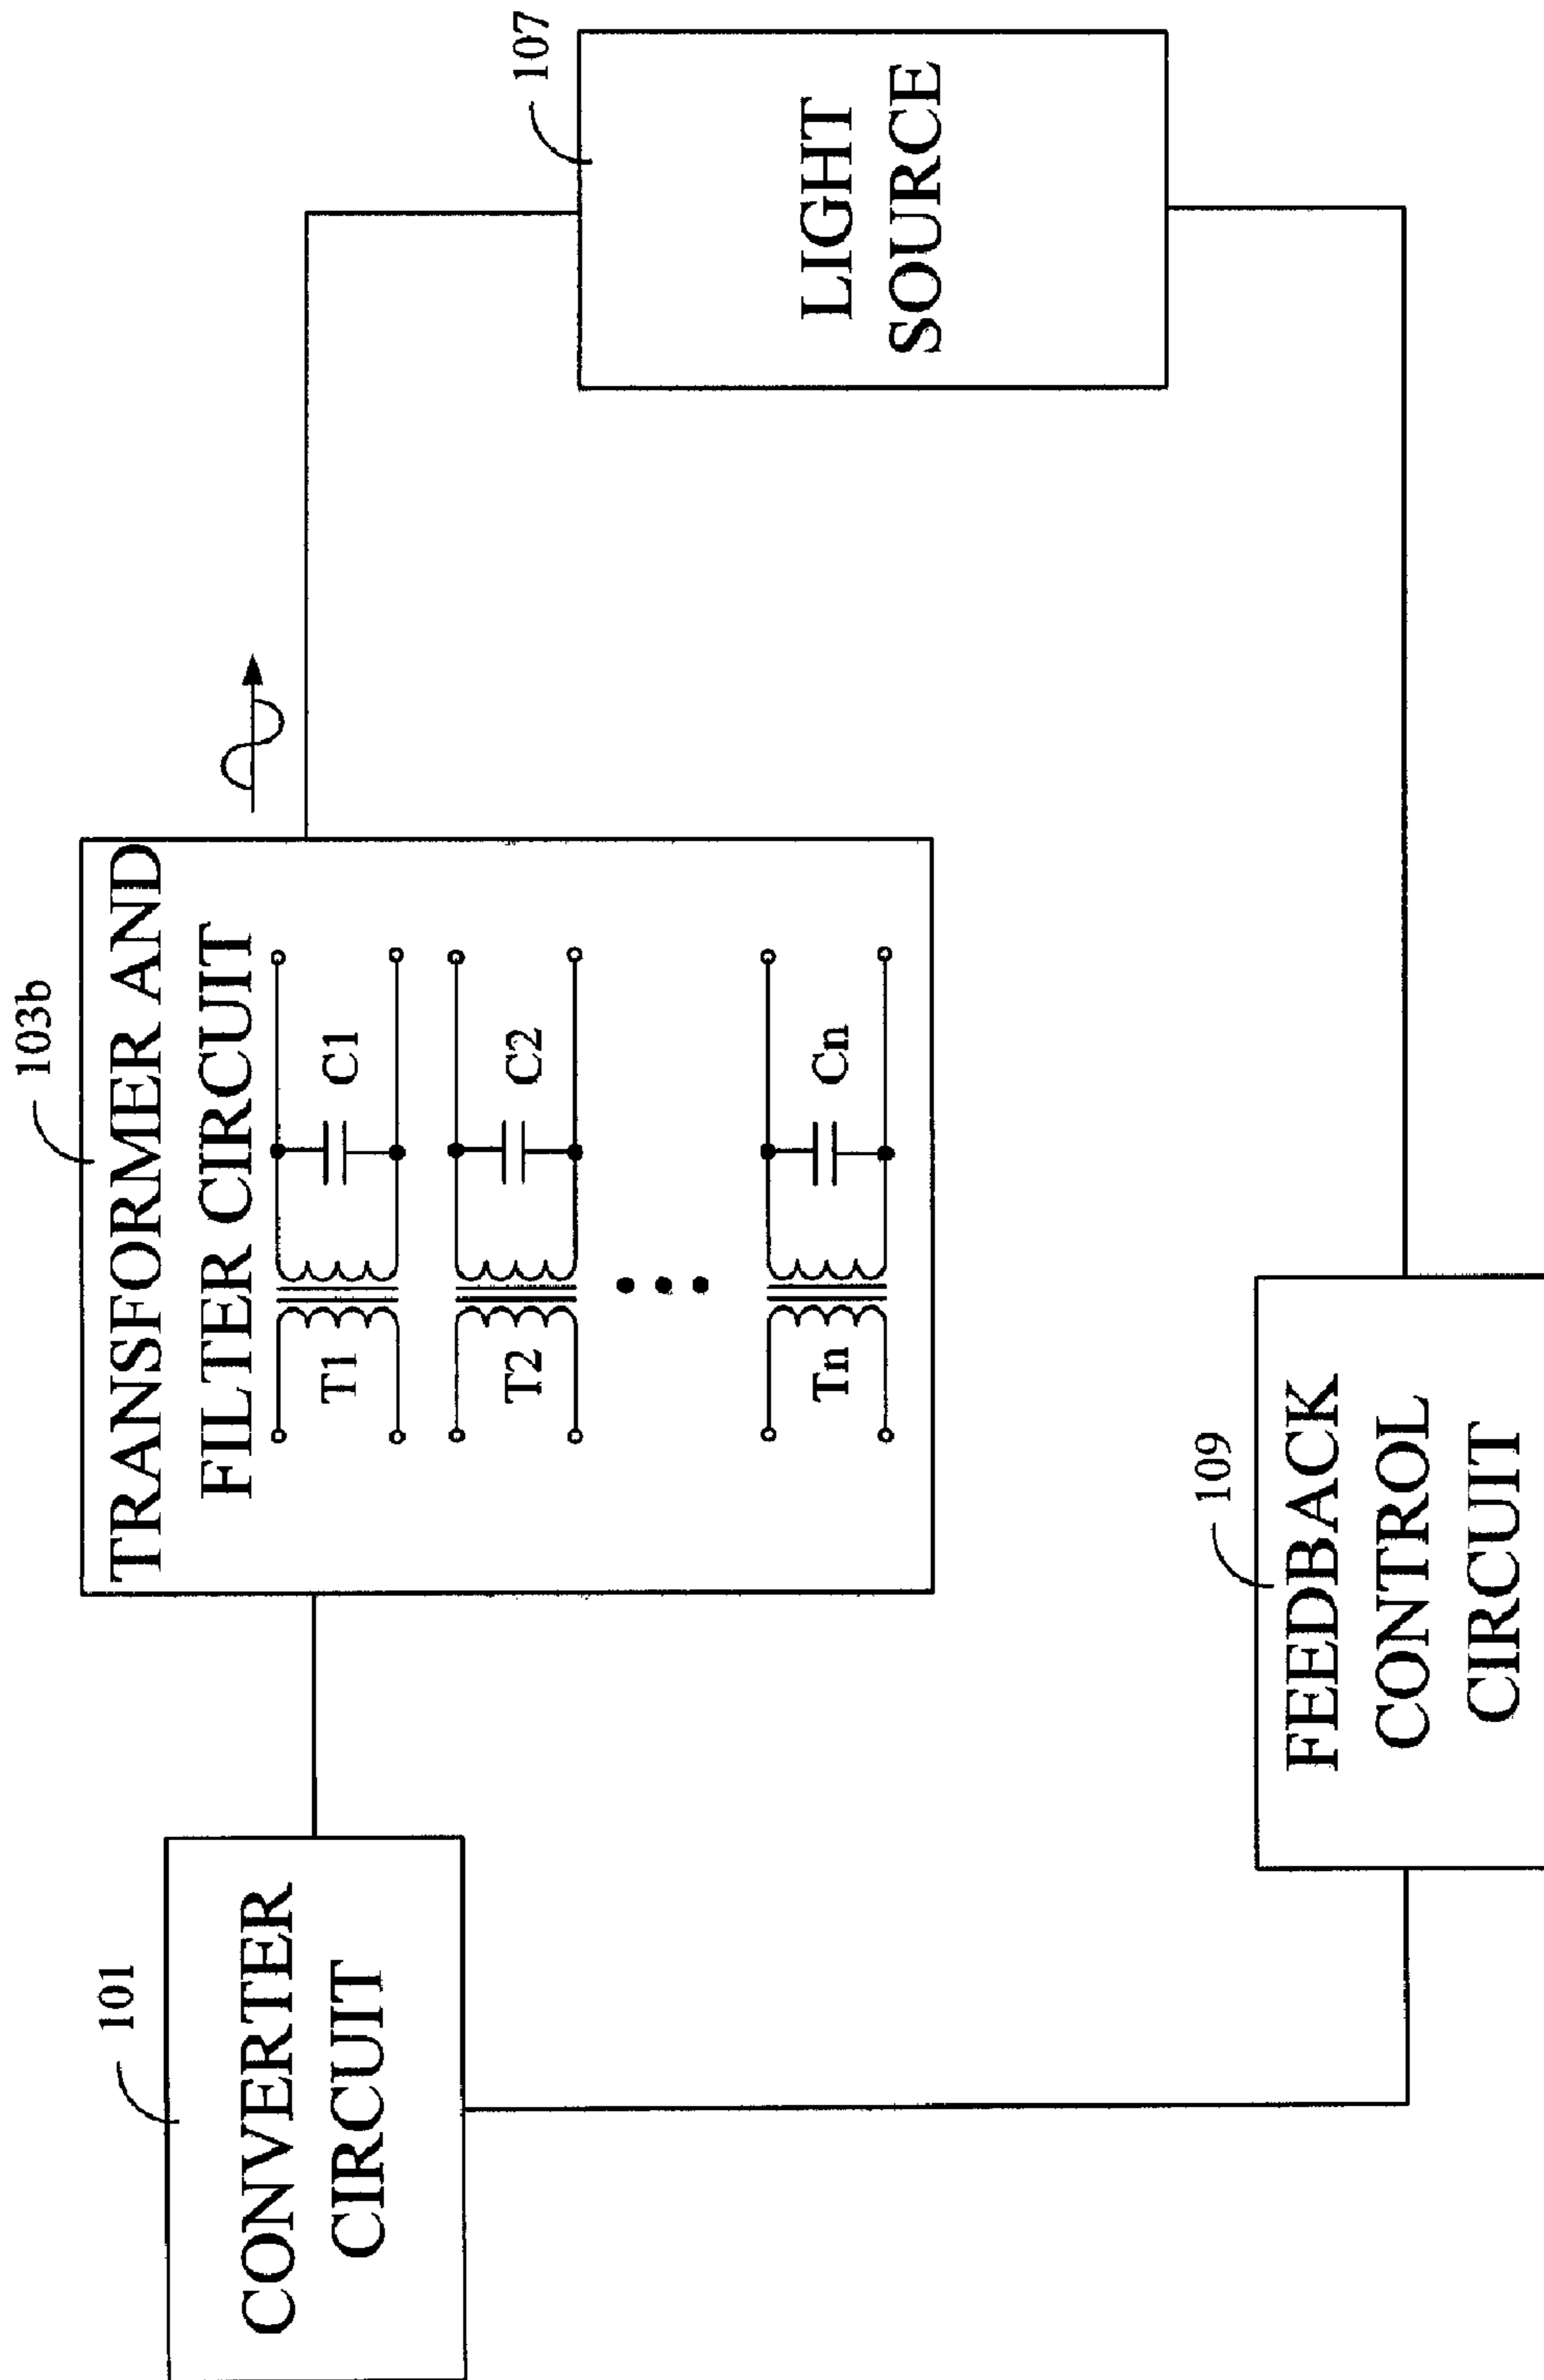 103b
TRANSFORMER AND
FILTER CIRCUIT
T1
C1
T2
C2
Tn
Cn
101
CONVERTER
CIRCUIT
107
LIGHT
SOURCE
109
FEEDBACK
CONTROL
CIRCUIT